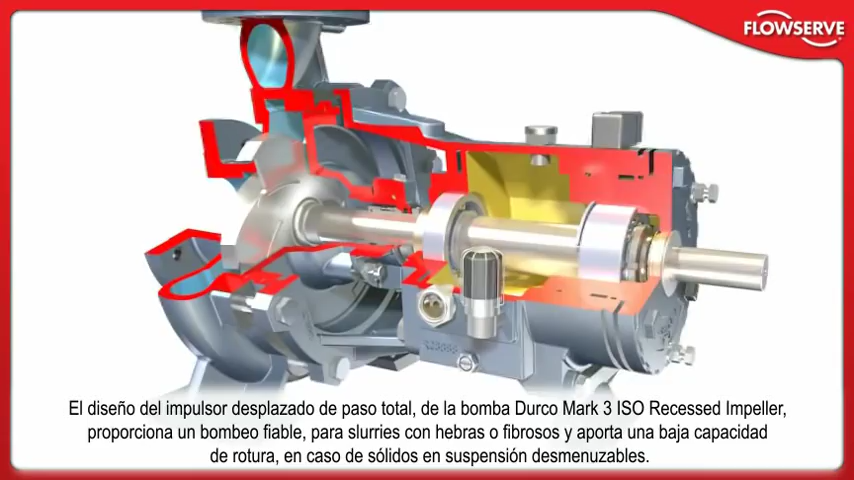 FLOWSERVE
El diseño del impulsor desplazado de paso total, de la bomba Durco Mark 3 ISO Recessed Impeller,
proporciona un bombeo fiable, para slurries con hebras o fibrosos y aporta una baja capacidad
de rotura, en caso de sólidos en suspensión desmenuzables.